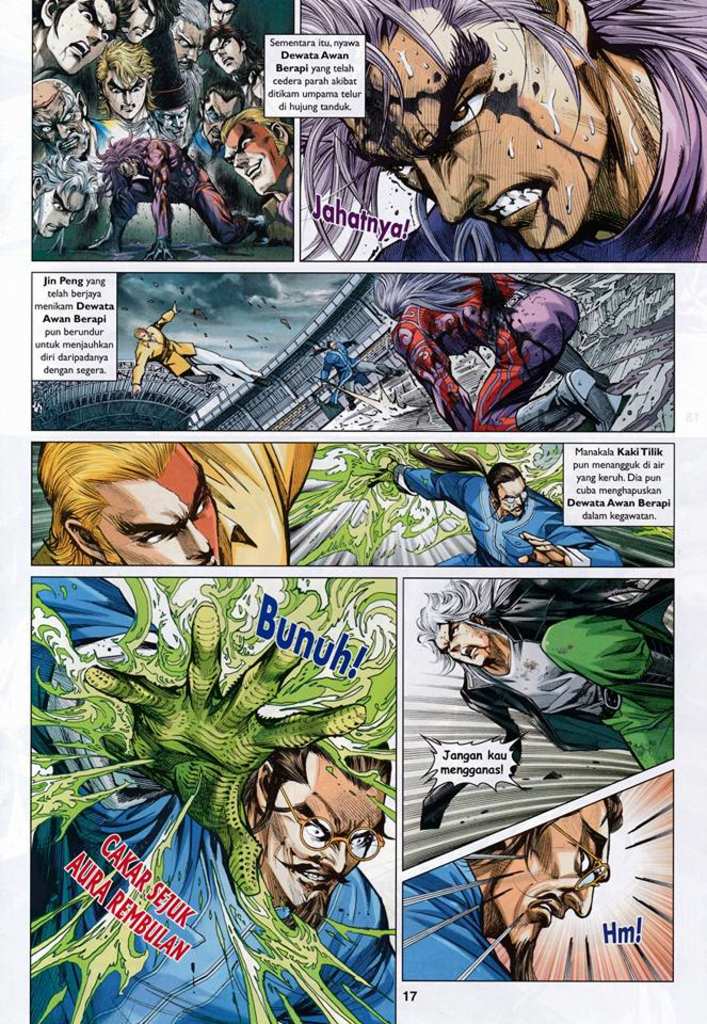 Sementara itu, nyawa
Dewata Awan
Berapi yang telah
cedera parah akibat
ditikam umpama telur
di hujung tanduk.
Jahatnya!
Jin Peng yang
telah berjaya
menikam Dewata
Awan Berapi
pun berundur
untuk menjauhkan
diri daripadanya
dengan segera.
Manakala Kaki Tilik
pun menangguk di air
yang keruh. Dia pun
cuba menghapuskan
Dewata Awan Berapi
dalam kegawatan.
Bunuh!
CAKAR SEJUK
AURA REMBULAN
Jangan kau
mengganas!
Hm!
17